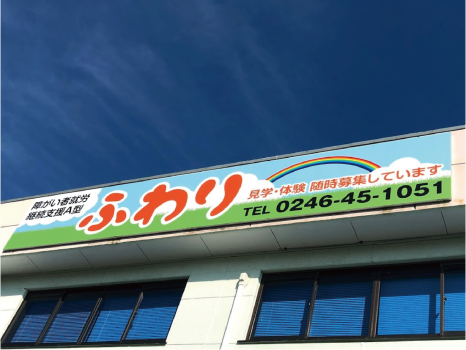 障がい者就労
継続支援A型
ふわり
見学・体験 随時募集しています
TEL 0246-45-1051